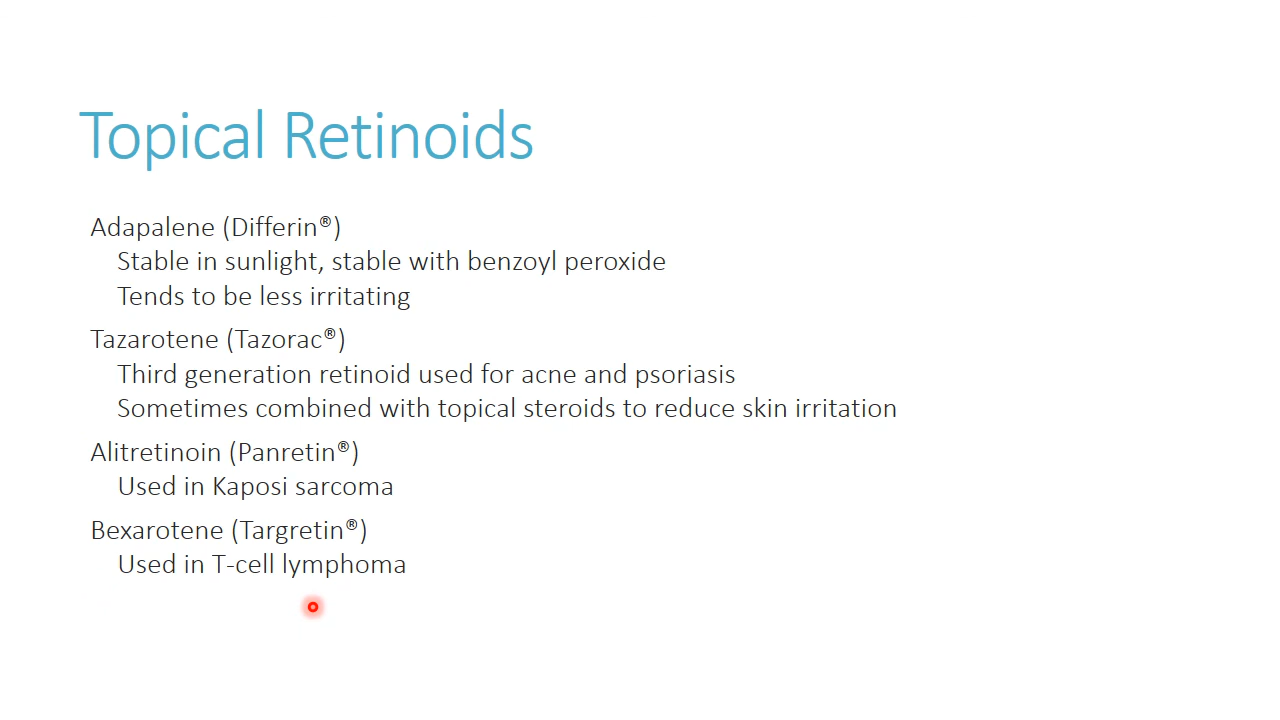 Topical Retinoids
Adapalene (Differin®)
Stable in sunlight, stable with benzoyl peroxide
Tends to be less irritating
Tazarotene (Tazorac®)
Third generation retinoid used for acne and psoriasis
Sometimes combined with topical steroids to reduce skin irritation
Alitretinoin (Panretin®)
Used in Kaposi sarcoma
Bexarotene (Targretin®)
Used in T-cell lymphoma